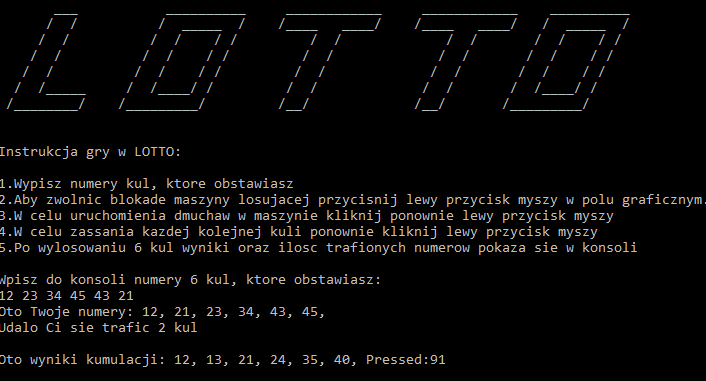 LOTTO
Instrukcja gry w LOTTO:
1.Wypisz numery kul, ktore obstawiasz
2.Aby zwolnic blokade maszyny losujacej przycisnij lewy przycisk myszy w polu graficznym.
3.W celu uruchomienia dmuchaw w maszynie kliknij ponownie lewy przycisk myszy
4.W celu zassania kazdej kolejnej kuli ponownie kliknij lewy przycisk myszy
5.Po wylosowaniu 6 kul wyniki oraz ilosc trafionych numerow pokaza sie w konsoli
Wpisz do konsoli numery 6 kul, ktore obstawiasz:
12 23 34 45 43 21
Oto Twoje numery: 12, 21, 23, 34, 43, 45,
Udalo Ci sie trafic 2 kul
Oto wyniki kumulacji: 12, 13, 21, 24, 35, 40, Pressed:91